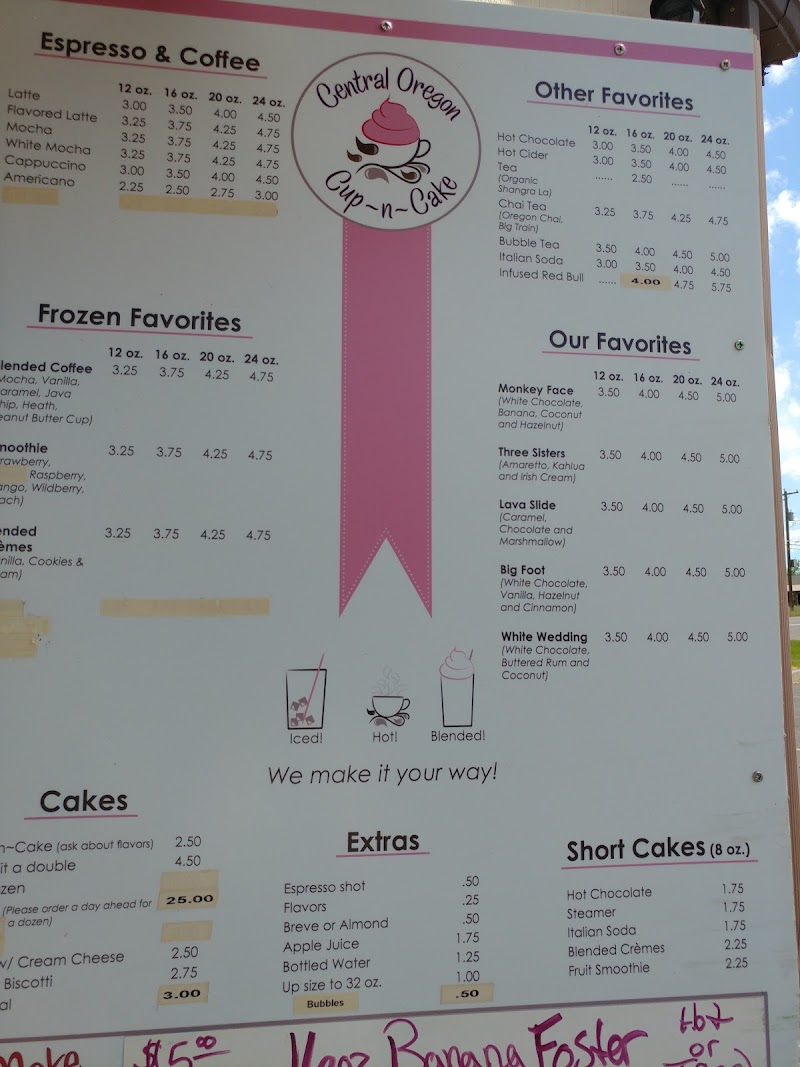 Espresso & Coffee
12 oz. 16 oz. 20 oz. 24 oz.
Latte 3.00 3.50 4.00 4.50
Flavored Latte 3.25 3.75 4.25 4.75
Mocha 3.25 3.75 4.25 4.75
White Mocha 3.25 3.75 4.25 4.75
Cappuccino 3.00 3.50 4.00 4.50
Americano 2.25 2.50 2.75 3.00
Central Oregon
Cup~n~Cake
Other Favorites
12 oz. 16 oz. 20 oz. 24 oz.
Hot Chocolate 3.00 3.50 4.00 4.50
Hot Cider 3.00 3.50 4.00 4.50
Tea ...... 2.50 ...... ......
(Organic
Shangra La)
Chai Tea 3.25 3.75 4.25 4.75
(Oregon Chai,
Big Train)
Bubble Tea 3.50 4.00 4.50 5.00
Italian Soda 3.00 3.50 4.00 4.50
Infused Red Bull ...... 4.00 4.75 5.75
Frozen Favorites
12 oz. 16 oz. 20 oz. 24 oz.
lended Coffee 3.25 3.75 4.25 4.75
Mocha, Vanilla,
aramel, Java
hip, Heath,
eanut Butter Cup)
moothie 3.25 3.75 4.25 4.75
rawberry,
Raspberry,
ango, Wildberry,
ach)
ended 3.25 3.75 4.25 4.75
èmes
nilla, Cookies &
am)
Our Favorites
12 oz. 16 oz. 20 oz. 24 oz.
Monkey Face 3.50 4.00 4.50 5.00
(White Chocolate,
Banana, Coconut
and Hazelnut)
Three Sisters 3.50 4.00 4.50 5.00
(Amaretto, Kahlua
and Irish Cream)
Lava Slide 3.50 4.00 4.50 5.00
(Caramel,
Chocolate and
Marshmallow)
Big Foot 3.50 4.00 4.50 5.00
(White Chocolate,
Vanilla, Hazelnut
and Cinnamon)
White Wedding 3.50 4.00 4.50 5.00
(White Chocolate,
Buttered Rum and
Coconut)
Iced! Hot! Blended!
We make it your way!
Cakes
n~Cake (ask about flavors) 2.50
it a double 4.50
zen 25.00
(Please order a day ahead for
a dozen)
w/ Cream Cheese 2.50
Biscotti 2.75
al 3.00
Extras
Espresso shot .50
Flavors .25
Breve or Almond .50
Apple Juice 1.75
Bottled Water 1.25
Up size to 32 oz. 1.00
Bubbles .50
Short Cakes (8 oz.)
Hot Chocolate 1.75
Steamer 1.75
Italian Soda 1.75
Blended Crèmes 2.25
Fruit Smoothie 2.25
$5.00
Banana Foster
Hot
or